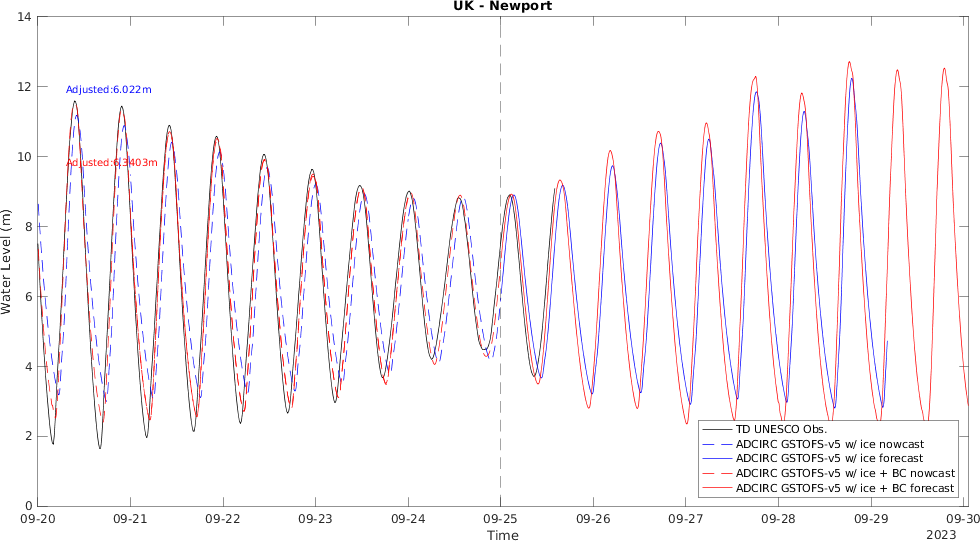 UK - Newport
14
12
10
8
6
4
2
0
Water Level (m)
Adjusted:6.022m
Adjusted:6.3403m
TD UNESCO Obs.
ADCIRC GSTOFS-v5 w/ ice nowcast
ADCIRC GSTOFS-v5 w/ ice forecast
ADCIRC GSTOFS-v5 w/ ice + BC nowcast
ADCIRC GSTOFS-v5 w/ ice + BC forecast
09-20 09-21 09-22 09-23 09-24 09-25 09-26 09-27 09-28 09-29 09-30
Time
2023